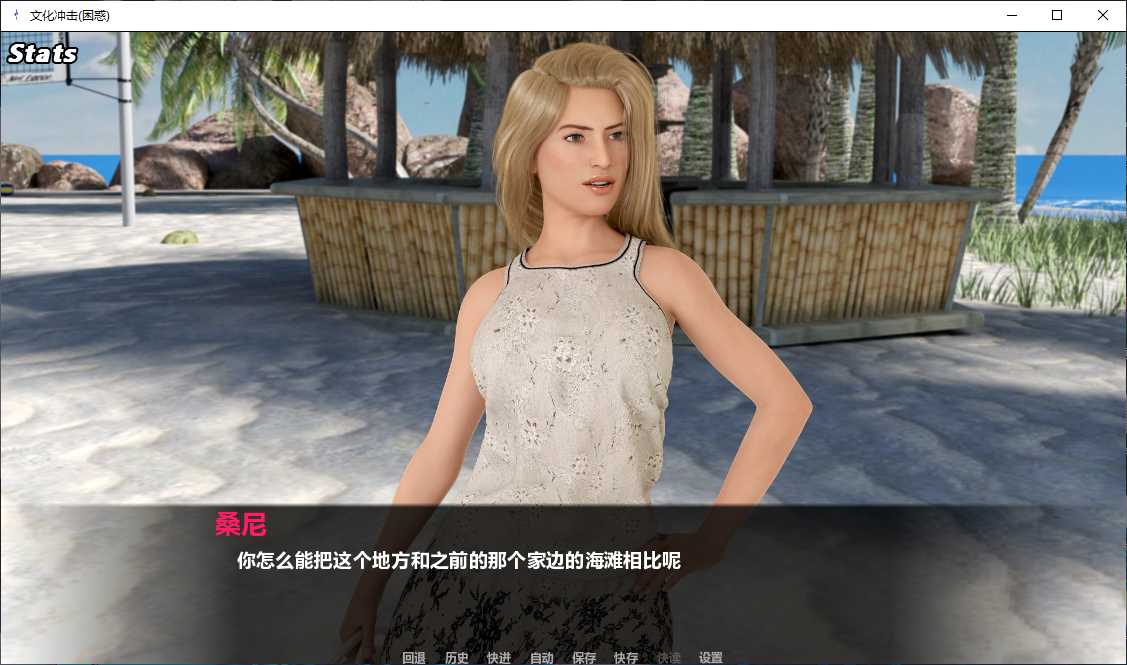 文化冲击(困惑)
Stats
桑尼
你怎么能把这个地方和之前的那个家边的海滩相比呢
回退 历史 快进 自动 保存 快存 快读 设置